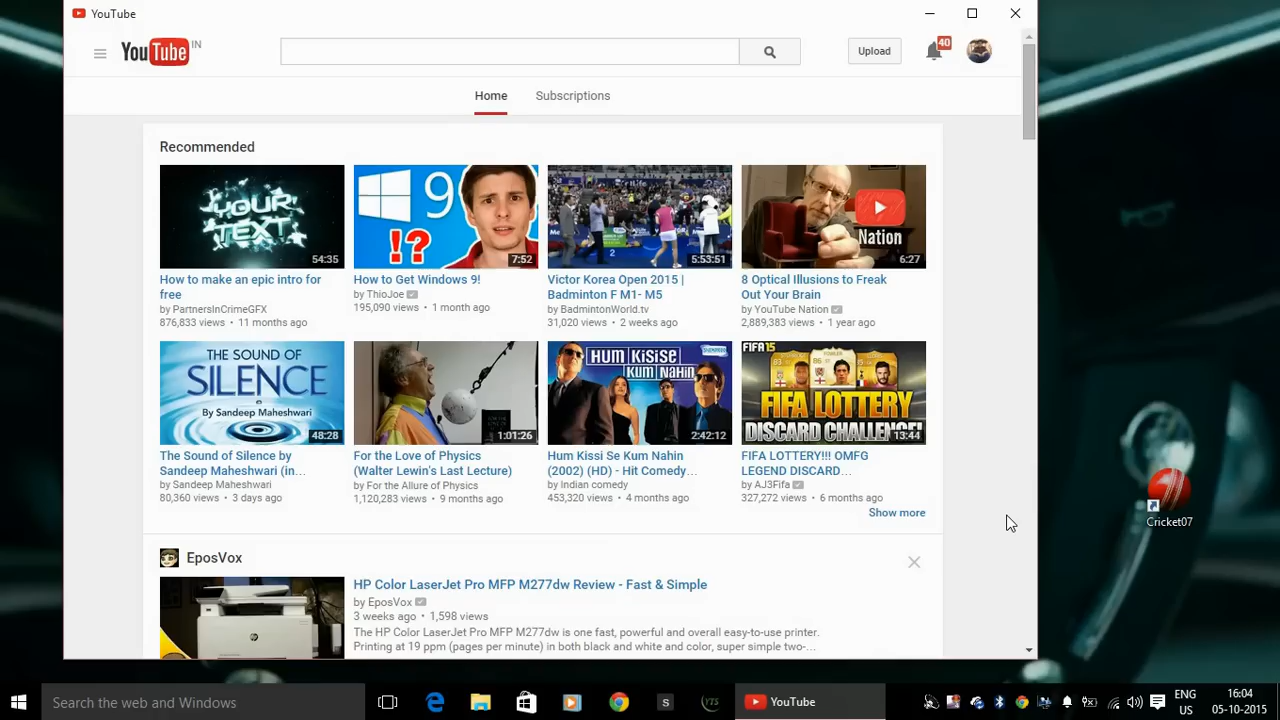 YouTube
YouTube IN
Upload
40
Home
Subscriptions
Recommended
YOUR TEXT
54:35
How to make an epic intro for free
by PartnersInCrimeGFX
876,833 views • 11 months ago
9
!?
7:52
How to Get Windows 9!
by ThioJoe
195,090 views • 1 month ago
2
5:53:51
Victor Korea Open 2015 | Badminton F M1- M5
by BadmintonWorld.tv
31,020 views • 2 weeks ago
Nation
6:27
8 Optical Illusions to Freak Out Your Brain
by YouTube Nation
2,889,383 views • 1 year ago
THE SOUND OF
SILENCE
By Sandeep Maheshwari
48:28
The Sound of Silence by Sandeep Maheshwari (in...
by Sandeep Maheshwari
80,360 views • 3 days ago
1:01:26
For the Love of Physics (Walter Lewin's Last Lecture)
by For the Allure of Physics
1,120,283 views • 9 months ago
HUM KISISE
KUM NAHIN
2:42:12
Hum Kissi Se Kum Nahin (2002) (HD) - Hit Comedy...
by Indian comedy
453,320 views • 4 months ago
FIFA 15
FIFA LOTTERY
DISCARD CHALLENGE!
13:44
FIFA LOTTERY!!! OMFG LEGEND DISCARD...
by AJ3Fifa
327,272 views • 6 months ago
Show more
EposVox
HP Color LaserJet Pro MFP M277dw Review - Fast & Simple
by EposVox
3 weeks ago • 1,598 views
The HP Color LaserJet Pro MFP M277dw is one fast, powerful and overall easy-to-use printer.
Printing at 19 ppm (pages per minute) in both black and white and color, super simple two-...
Cricket07
Search the web and Windows
S
YTS
YouTube
ENG
US
16:04
05-10-2015